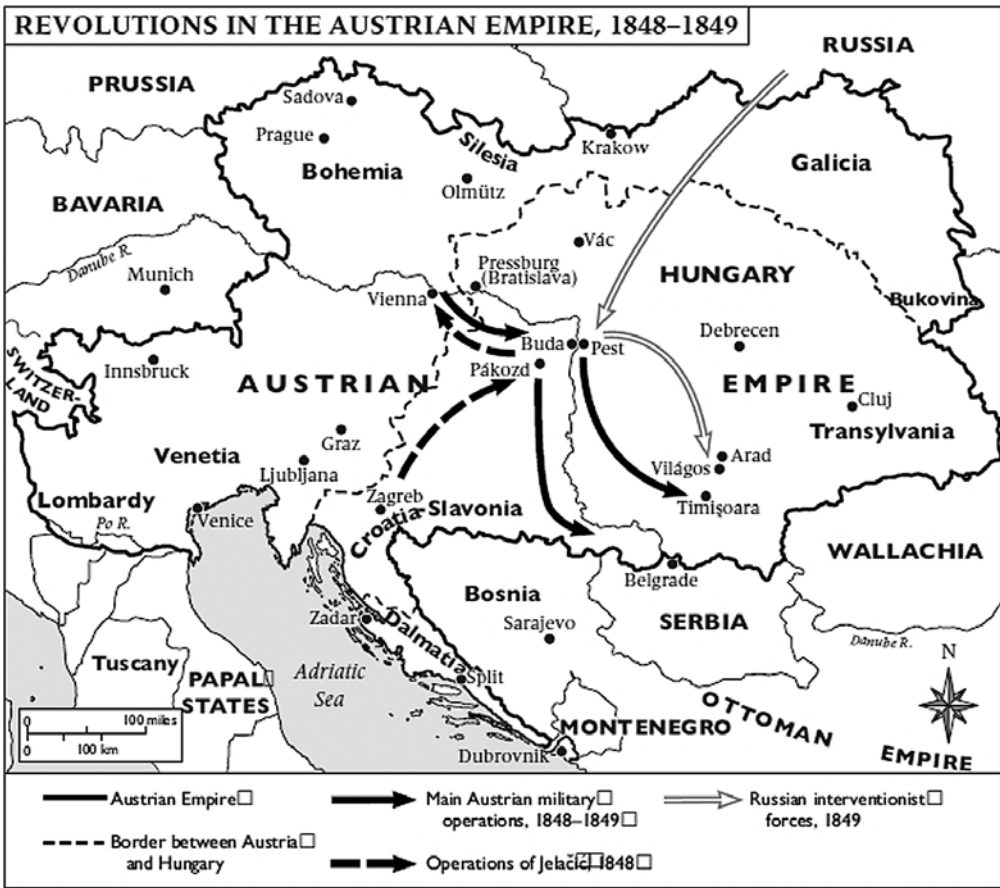 REVOLUTIONS IN THE AUSTRIAN EMPIRE, 1848–1849
RUSSIA
PRUSSIA
Sadova
Prague
Bohemia
Silesia
Krakow
Galicia
Olmütz
BAVARIA
Danube R.
Munich
Vác
Pressburg
(Bratislava)
HUNGARY
Vienna
Bukovina
Debrecen
Buda
Pest
Pákozd
SWITZER-
LAND
Innsbruck
AUSTRIAN
EMPIRE
Cluj
Transylvania
Graz
Venetia
Ljubljana
Arad
Világos
Timişoara
Lombardy
Po R.
Venice
Zagreb
Croatia-Slavonia
WALLACHIA
Belgrade
Bosnia
Sarajevo
SERBIA
Zadar
Dalmatia
Danube R.
N
Tuscany
PAPAL
STATES
Adriatic
Sea
Split
OTTOMAN
EMPIRE
MONTENEGRO
Dubrovnik
0 100 miles
0 100 km
Austrian Empire
Border between Austria
and Hungary
Main Austrian military
operations, 1848–1849
Operations of Jelačić, 1848
Russian interventionist
forces, 1849